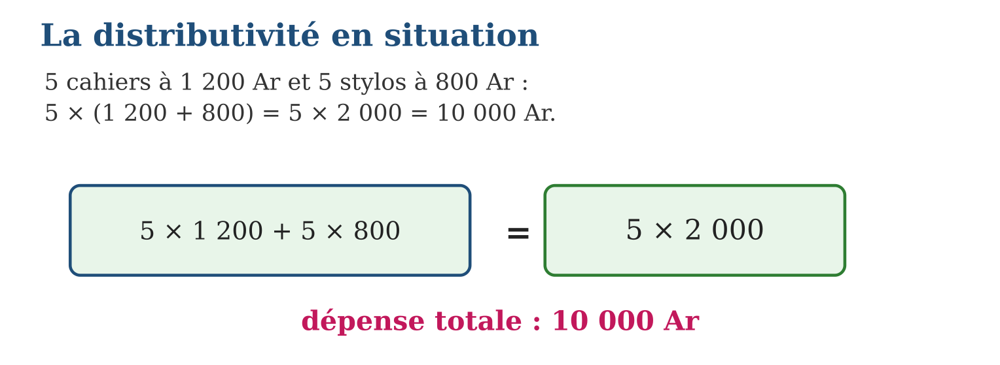 La distributivité en situation
5 cahiers à 1 200 Ar et 5 stylos à 800 Ar :
5 × (1 200 + 800) = 5 × 2 000 = 10 000 Ar.
5 × 1 200 + 5 × 800 = 5 × 2 000
dépense totale : 10 000 Ar